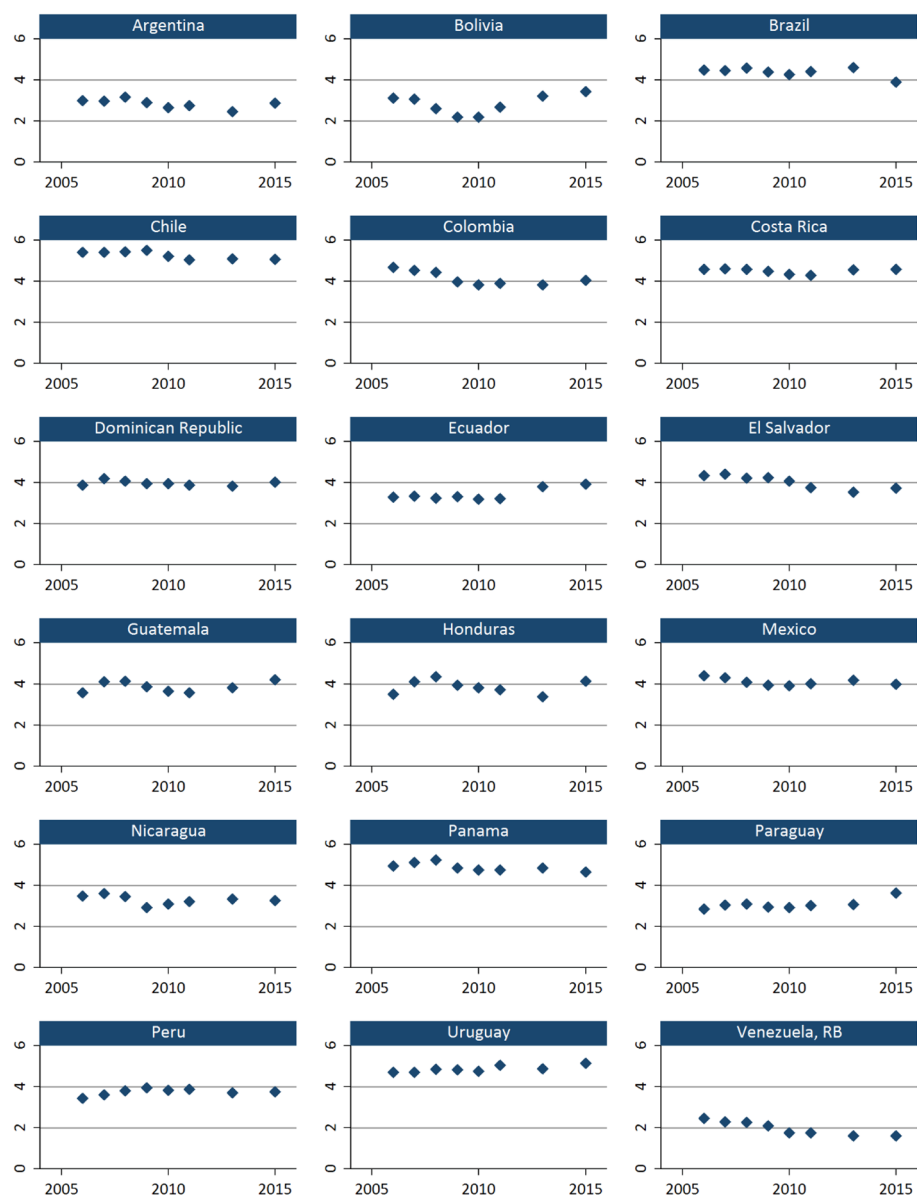 Argentina Bolivia Brazil
6 6 6
4 4 4
2 2 2
0 0 0
2005 2010 2015 2005 2010 2015 2005 2010 2015
Chile Colombia Costa Rica
6 6 6
4 4 4
2 2 2
0 0 0
2005 2010 2015 2005 2010 2015 2005 2010 2015
Dominican Republic Ecuador El Salvador
6 6 6
4 4 4
2 2 2
0 0 0
2005 2010 2015 2005 2010 2015 2005 2010 2015
Guatemala Honduras Mexico
6 6 6
4 4 4
2 2 2
0 0 0
2005 2010 2015 2005 2010 2015 2005 2010 2015
Nicaragua Panama Paraguay
6 6 6
4 4 4
2 2 2
0 0 0
2005 2010 2015 2005 2010 2015 2005 2010 2015
Peru Uruguay Venezuela, RB
6 6 6
4 4 4
2 2 2
0 0 0
2005 2010 2015 2005 2010 2015 2005 2010 2015